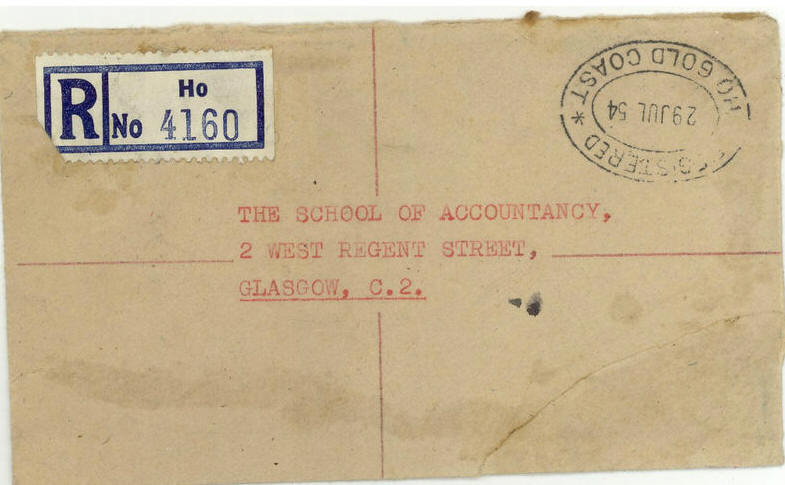 R
Ho
No 4160
HO GOLD COAST
29 JUL 54
REGISTERED *
THE SCHOOL OF ACCOUNTANCY,
2 WEST REGENT STREET,
GLASGOW, C.2.